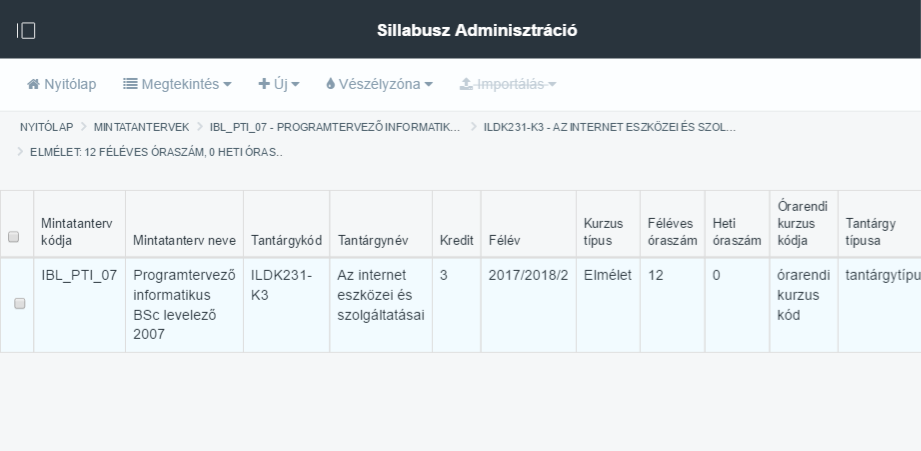 Sillabusz Adminisztráció
Nyitólap Megtekintés Új Vészélyzóna Importálás
NYITÓLAP MINTATANTERVEK IBL_PTI_07 - PROGRAMTERVEZŐ INFORMATIK... ILDK231-K3 - AZ INTERNET ESZKÖZEI ÉS SZOL...
ELMÉLET: 12 FÉLÉVES ÓRASZÁM, 0 HETI ÓRAS..
Mintatanterv kódja Mintatanterv neve Tantárgykód Tantárgynév Kredit Félév Kurzus típus Féléves óraszám Heti óraszám Órarendi kurzus kódja Tantárgy típusa
IBL_PTI_07 Programtervező informatikus BSc levelező 2007 ILDK231-K3 Az internet eszközei és szolgáltatásai 3 2017/2018/2 Elmélet 12 0 órarendi kurzus kód tantárgytípu